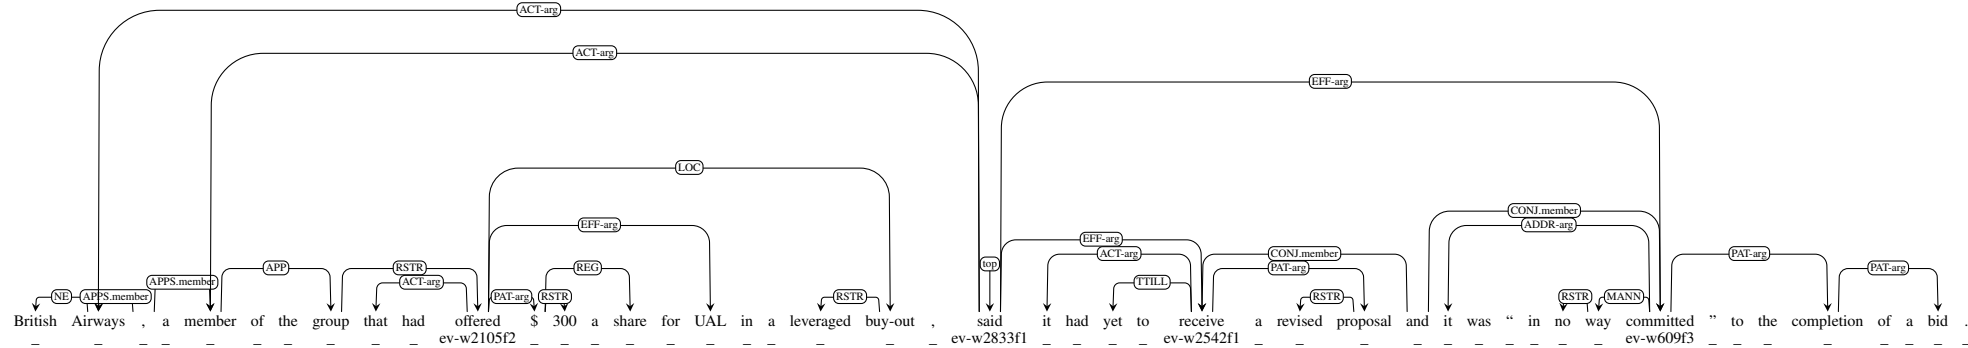 ACT-arg
ACT-arg
EFF-arg
LOC
CONJ.member
EFF-arg ADDR-arg
EFF-arg
ACT-arg CONJ.member PAT-arg
top
APP RSTR REG PAT-arg PAT-arg
APPS.member ACT-arg TTILL
NE APPS.member PAT-arg RSTR RSTR RSTR RSTR MANN
British Airways , a member of the group that had offered $ 300 a share for UAL in a leveraged buy-out , said it had yet to receive a revised proposal and it was “ in no way committed ” to the completion of a bid .
_ _ _ _ _ _ _ _ _ _ ev-w2105f2 _ _ _ _ _ _ _ _ _ _ _ ev-w2833f1 _ _ _ _ ev-w2542f1 _ _ _ _ _ _ _ _ _ _ ev-w609f3 _ _ _ _ _ _ _ _